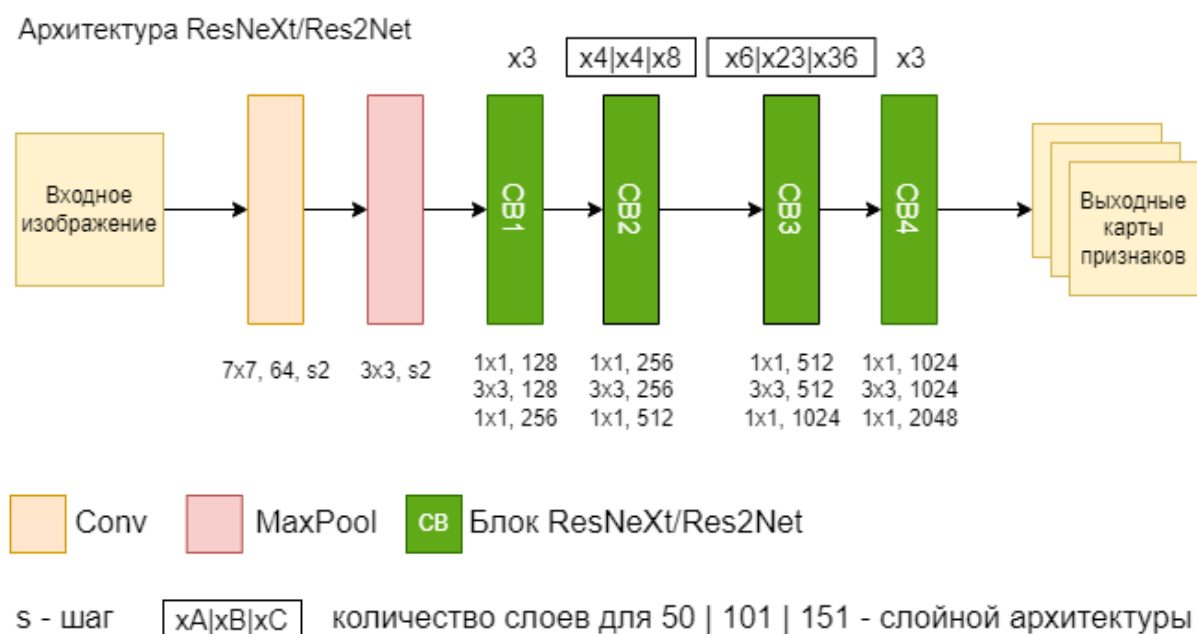 Архитектура ResNeXt/Res2Net
x3 x4|x4|x8 x6|x23|x36 x3
Входное
изображение
CB1
CB2
CB3
CB4
Выходные
карты
признаков
7x7, 64, s2
3x3, s2
1x1, 128
3x3, 128
1x1, 256
1x1, 256
3x3, 256
1x1, 512
1x1, 512
3x3, 512
1x1, 1024
1x1, 1024
3x3, 1024
1x1, 2048
Conv
MaxPool
CB Блок ResNeXt/Res2Net
s - шаг
xA|xB|xC количество слоев для 50 | 101 | 151 - слойной архитектуры